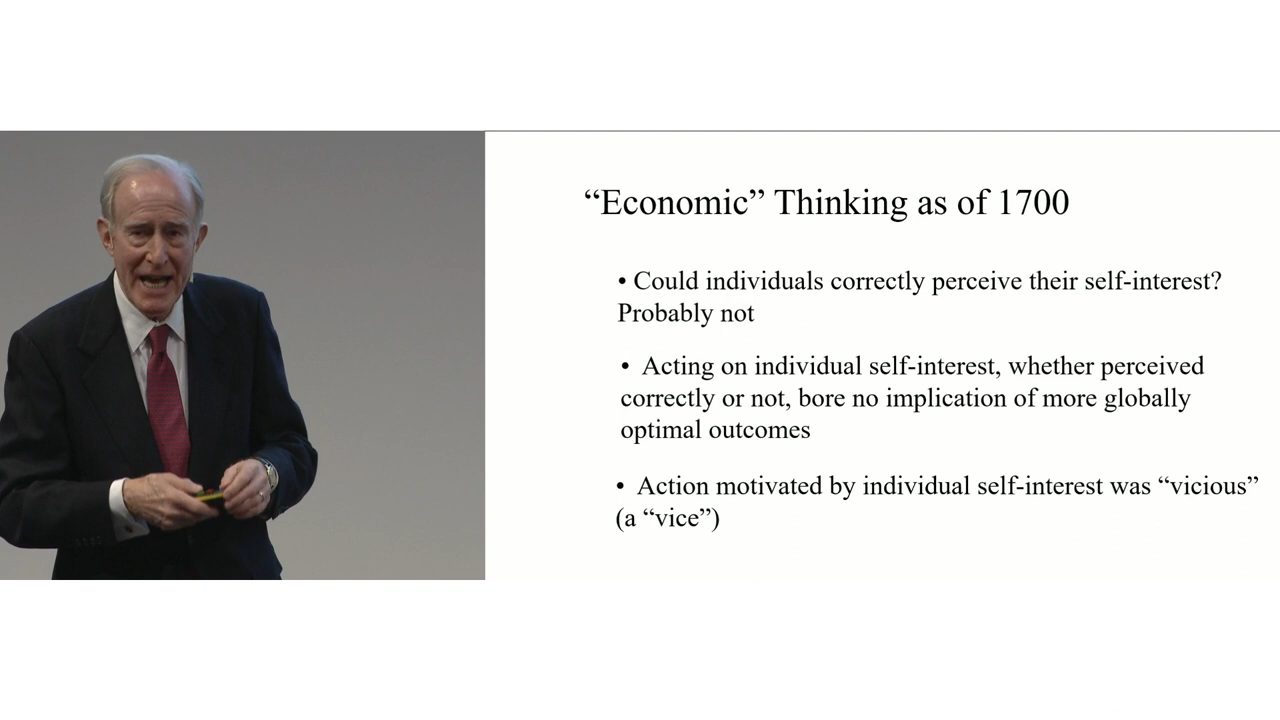 “Economic” Thinking as of 1700
• Could individuals correctly perceive their self-interest?
Probably not
• Acting on individual self-interest, whether perceived
correctly or not, bore no implication of more globally
optimal outcomes
• Action motivated by individual self-interest was “vicious”
(a “vice”)